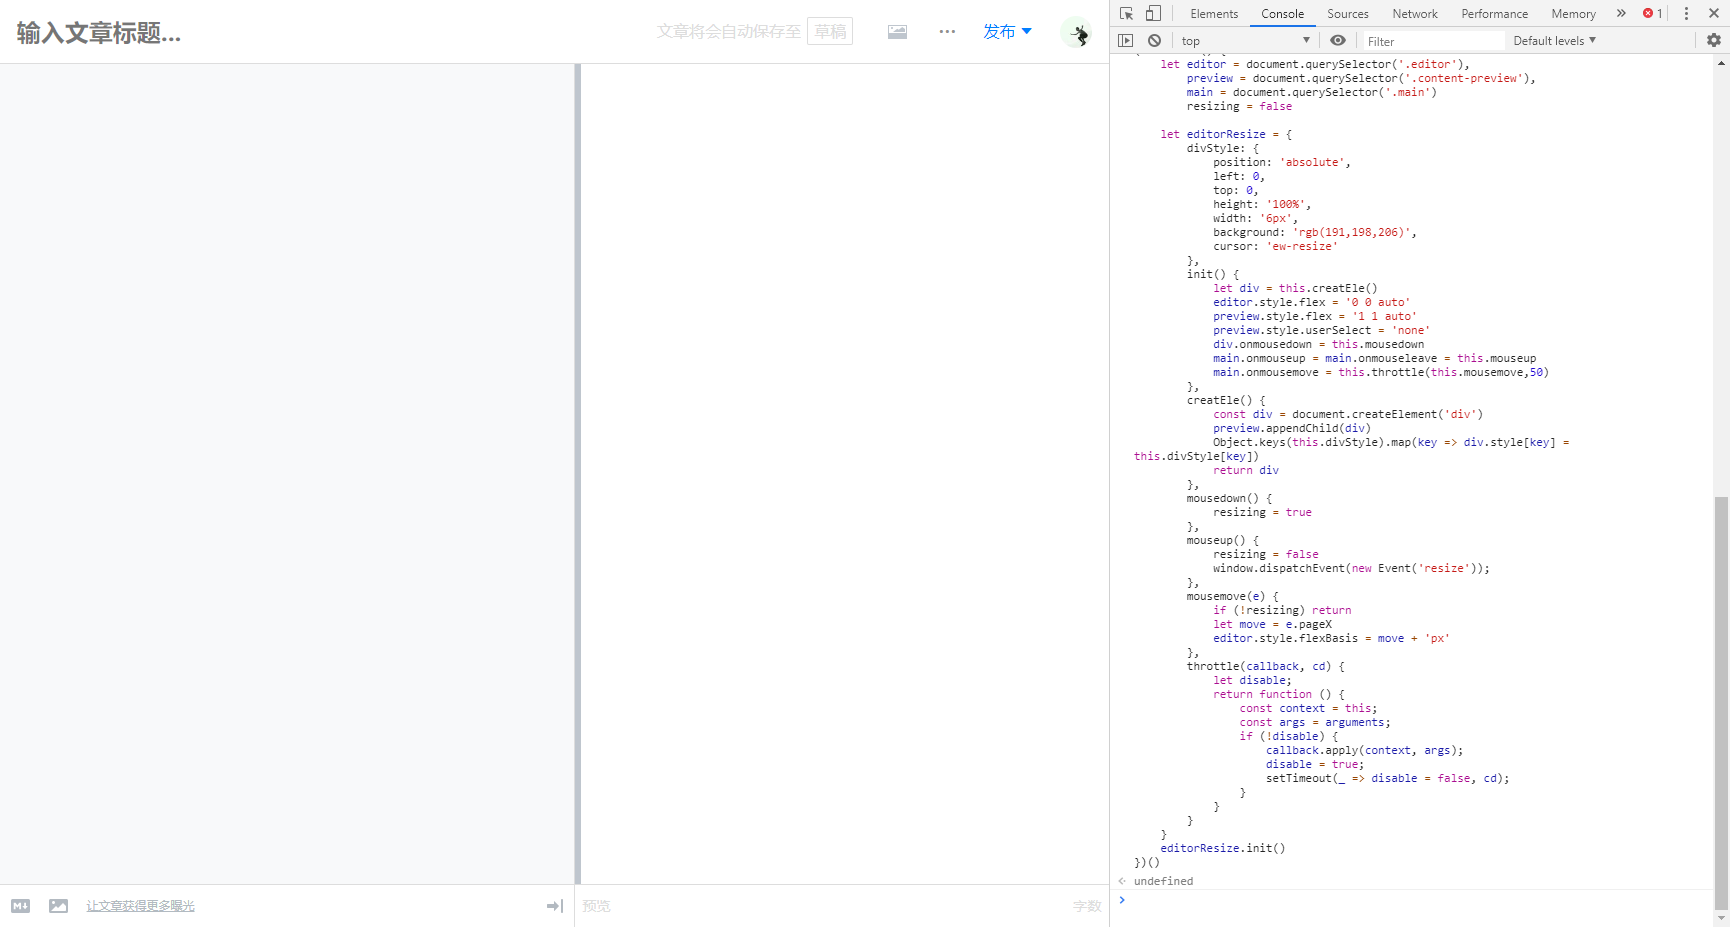 输入文章标题...
文章将会自动保存至 草稿
发布
Elements Console Sources Network Performance Memory » 1
top Filter Default levels
let editor = document.querySelector('.editor'),
preview = document.querySelector('.content-preview'),
main = document.querySelector('.main')
resizing = false
let editorResize = {
divStyle: {
position: 'absolute',
left: 0,
top: 0,
height: '100%',
width: '6px',
background: 'rgb(191,198,206)',
cursor: 'ew-resize'
},
init() {
let div = this.creatEle()
editor.style.flex = '0 0 auto'
preview.style.flex = '1 1 auto'
preview.style.userSelect = 'none'
div.onmousedown = this.mousedown
main.onmouseup = main.onmouseleave = this.mouseup
main.onmousemove = this.throttle(this.mousemove,50)
},
creatEle() {
const div = document.createElement('div')
preview.appendChild(div)
Object.keys(this.divStyle).map(key => div.style[key] =
this.divStyle[key])
return div
},
mousedown() {
resizing = true
},
mouseup() {
resizing = false
window.dispatchEvent(new Event('resize'));
},
mousemove(e) {
if (!resizing) return
let move = e.pageX
editor.style.flexBasis = move + 'px'
},
throttle(callback, cd) {
let disable;
return function () {
const context = this;
const args = arguments;
if (!disable) {
callback.apply(context, args);
disable = true;
setTimeout(_ => disable = false, cd);
}
}
}
}
editorResize.init()
})()
undefined
让文章获得更多曝光
预览
字数